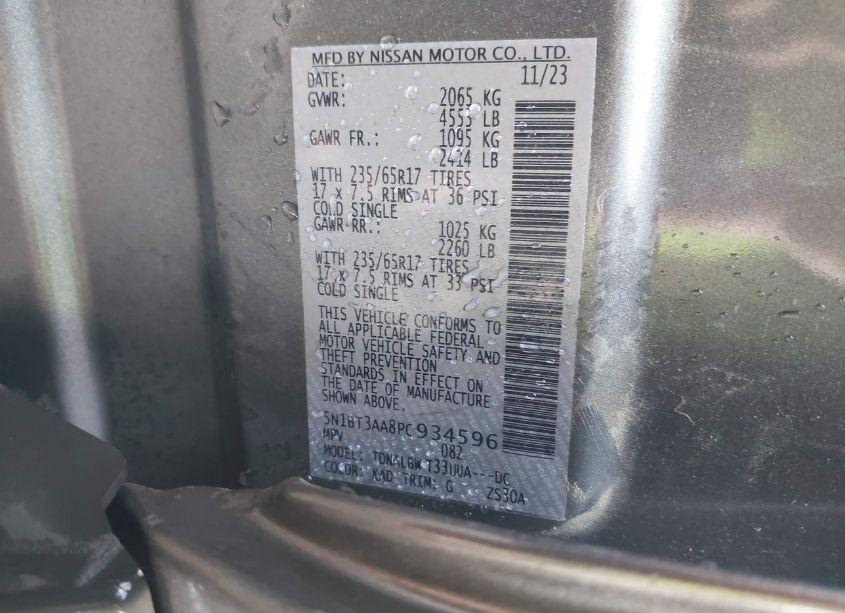 MFD BY NISSAN MOTOR CO., LTD.
DATE: 11/23
GVWR: 2065 KG
4553 LB
GAWR FR.: 1095 KG
2414 LB
WITH 235/65R17 TIRES
17 x 7.5 RIMS AT 36 PSI
COLD SINGLE
GAWR RR.: 1025 KG
2260 LB
WITH 235/65R17 TIRES
17 x 7.5 RIMS AT 33 PSI
COLD SINGLE
THIS VEHICLE CONFORMS TO
ALL APPLICABLE FEDERAL
MOTOR VEHICLE SAFETY AND
THEFT PREVENTION
STANDARDS IN EFFECT ON
THE DATE OF MANUFACTURE
SHOWN ABOVE.
5N1BT3AA8PC934596
MPV 082
MODEL: DC
COLOR: KAD TRIM: G ZS30A